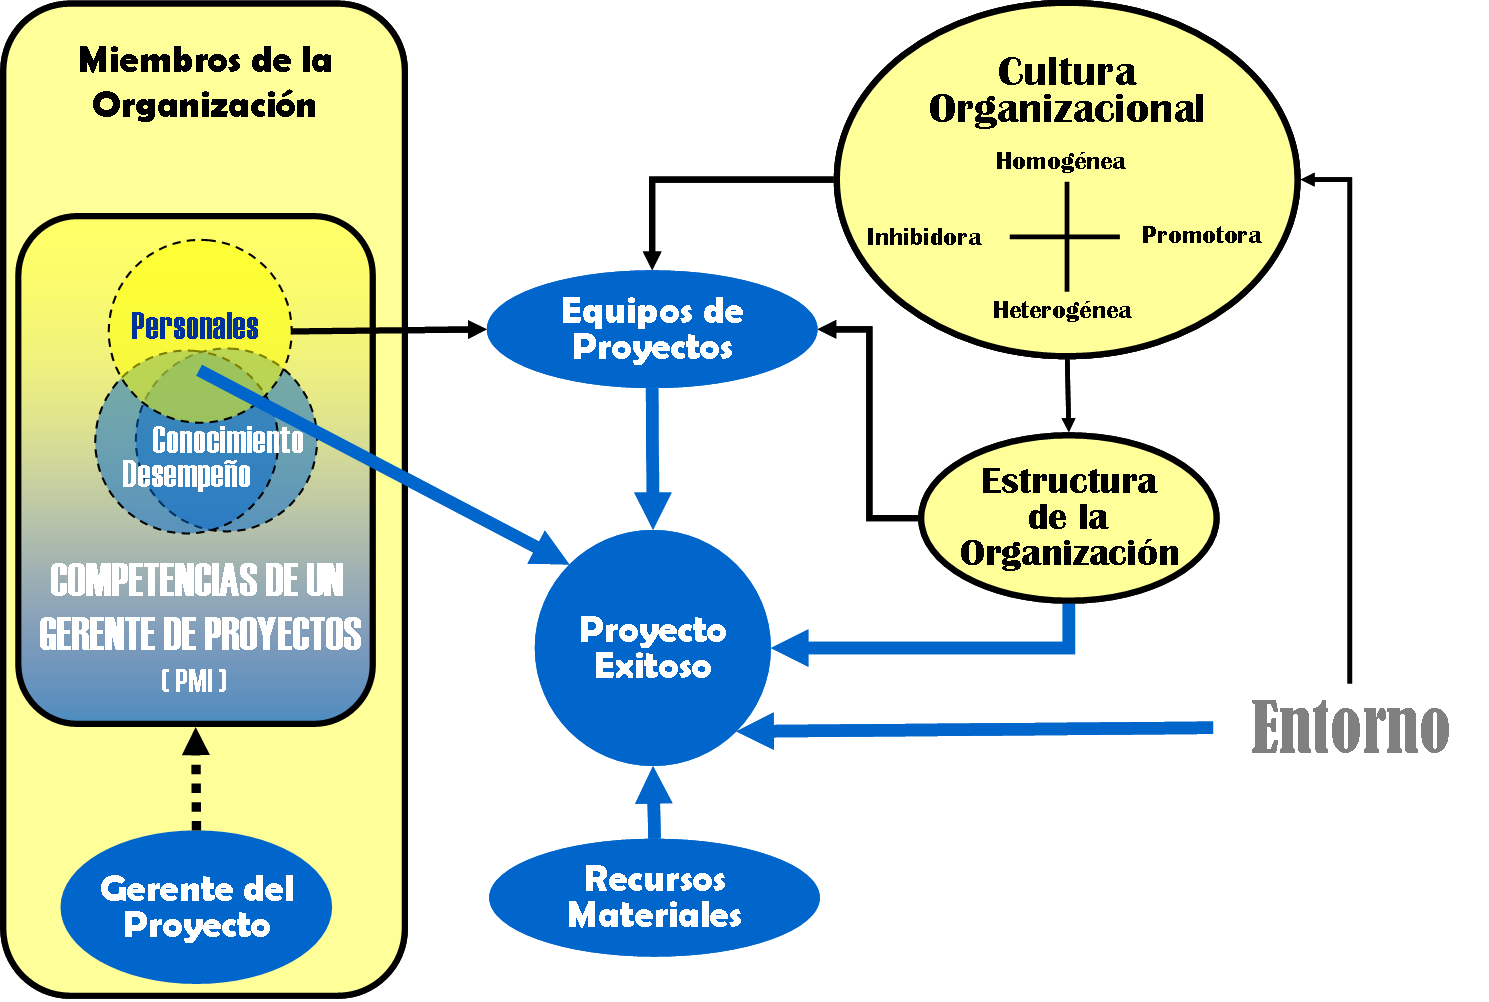 Miembros de la
Organización
Personales
Conocimiento
Desempeño
COMPETENCIAS DE UN
GERENTE DE PROYECTOS
( PMI )
Gerente del
Proyecto
Equipos de
Proyectos
Proyecto
Exitoso
Recursos
Materiales
Cultura
Organizacional
Homogénea
Inhibidora
Promotora
Heterogénea
Estructura
de la
Organización
Entorno